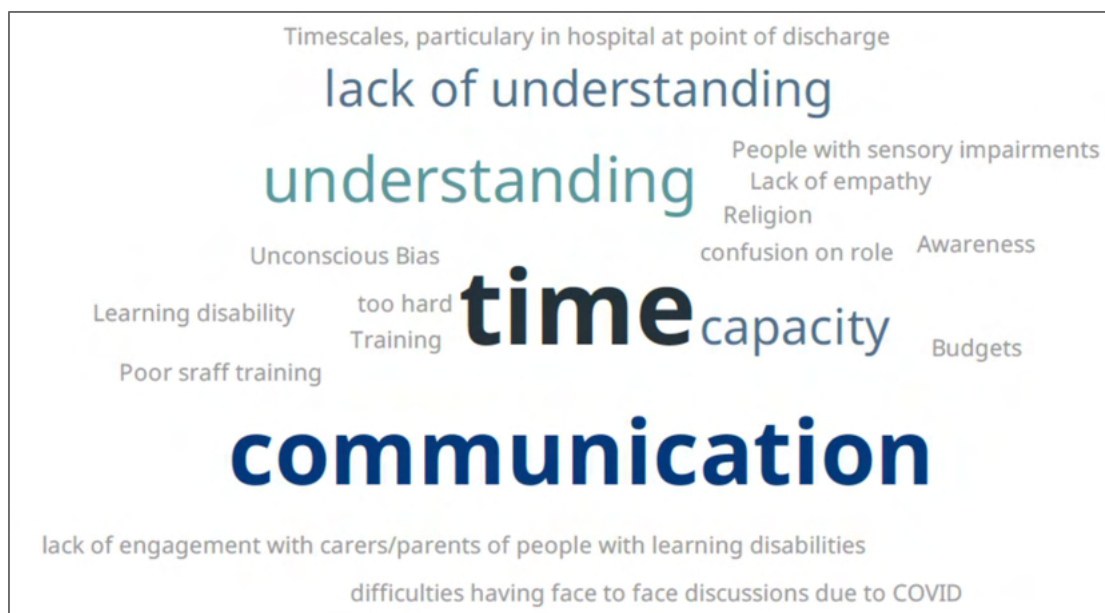 Timescales, particulary in hospital at point of discharge
lack of understanding
People with sensory impairments
understanding
Lack of empathy
Religion
Awareness
Unconscious Bias
confusion on role
too hard
time
Learning disability
capacity
Training
Budgets
Poor sraff training
communication
lack of engagement with carers/parents of people with learning disabilities
difficulties having face to face discussions due to COVID